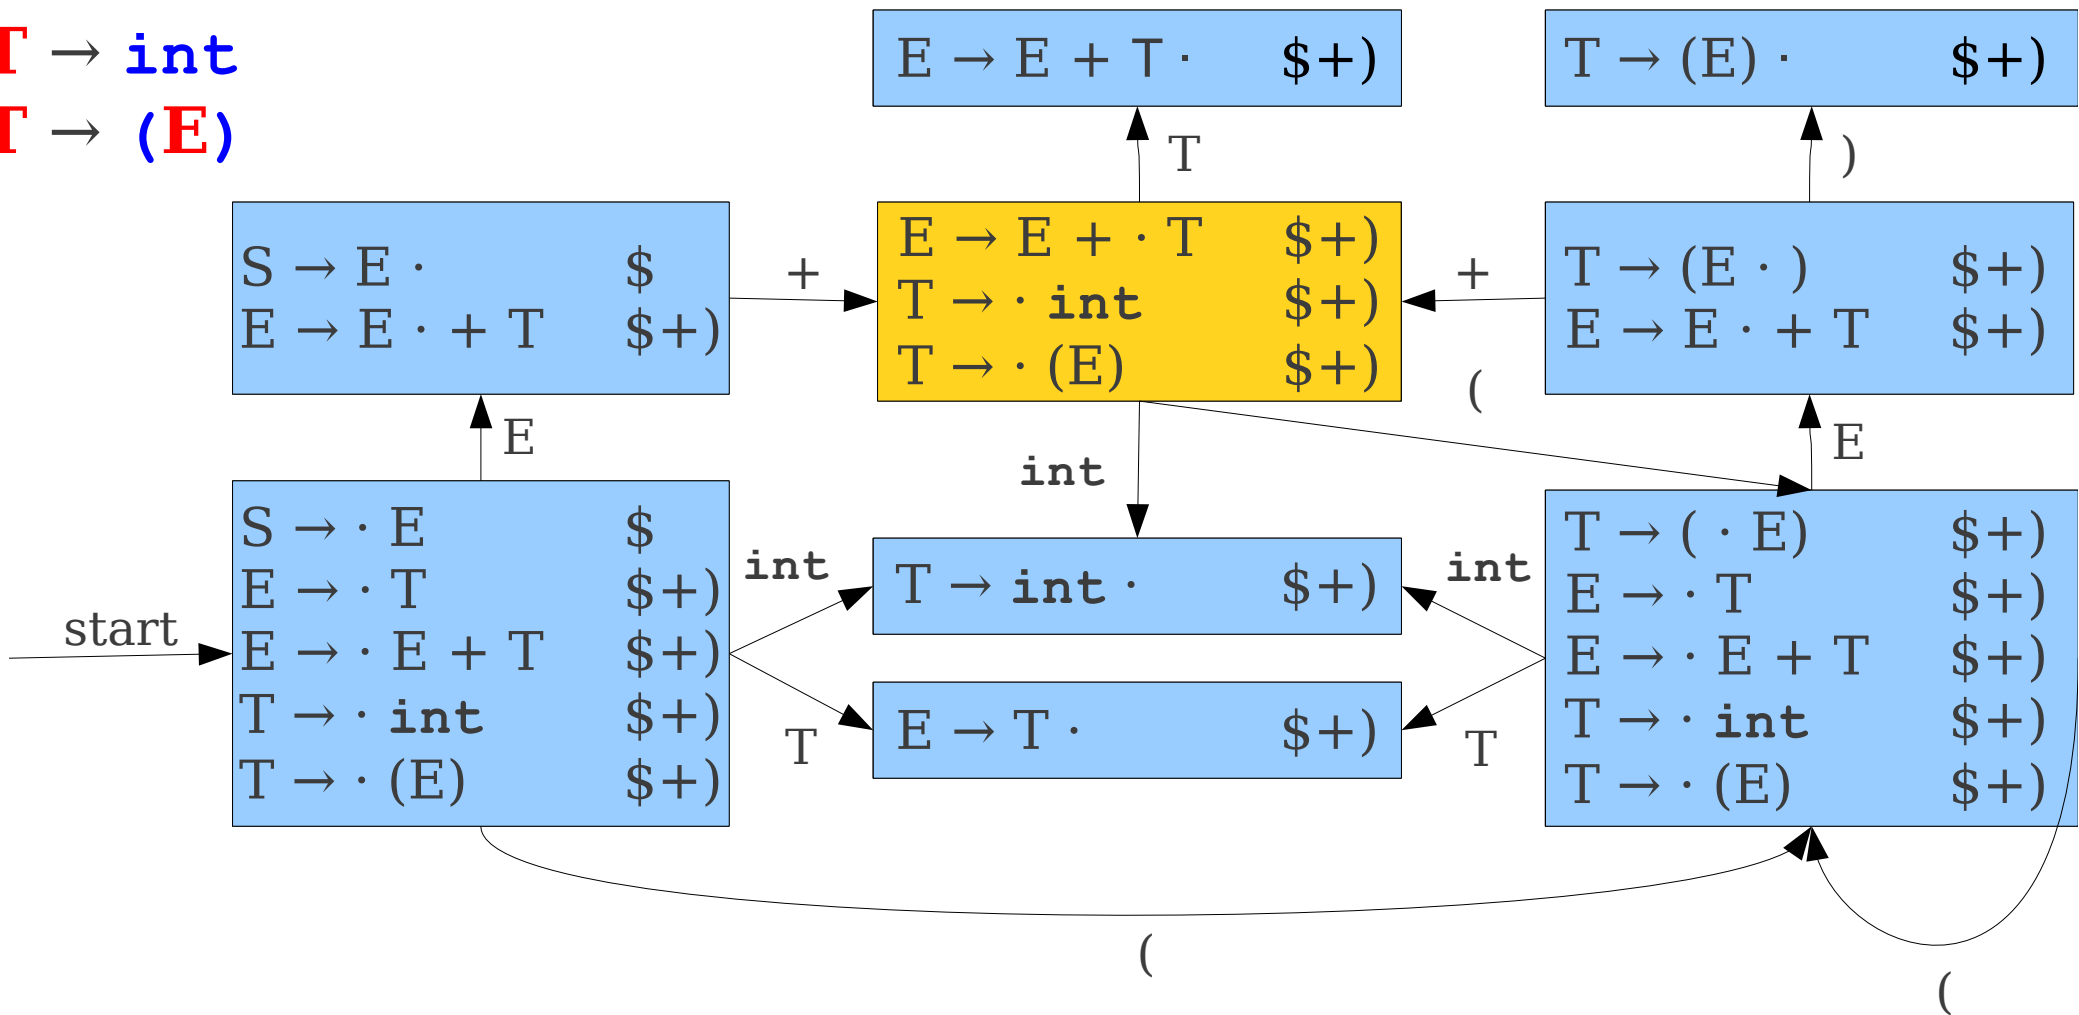 T → int
T → (E)
E → E + T · $+)
T → (E) · $+)
T
)
S → E · $
E → E · + T $+)
+
E → E + · T $+)
T → · int $+)
T → · (E) $+)
+
T → (E · ) $+)
E → E · + T $+)
(
E
int
E
start
S → · E $
E → · T $+)
E → · E + T $+)
T → · int $+)
T → · (E) $+)
int
T
T → int · $+)
E → T · $+)
int
T
T → ( · E) $+)
E → · T $+)
E → · E + T $+)
T → · int $+)
T → · (E) $+)
(
(